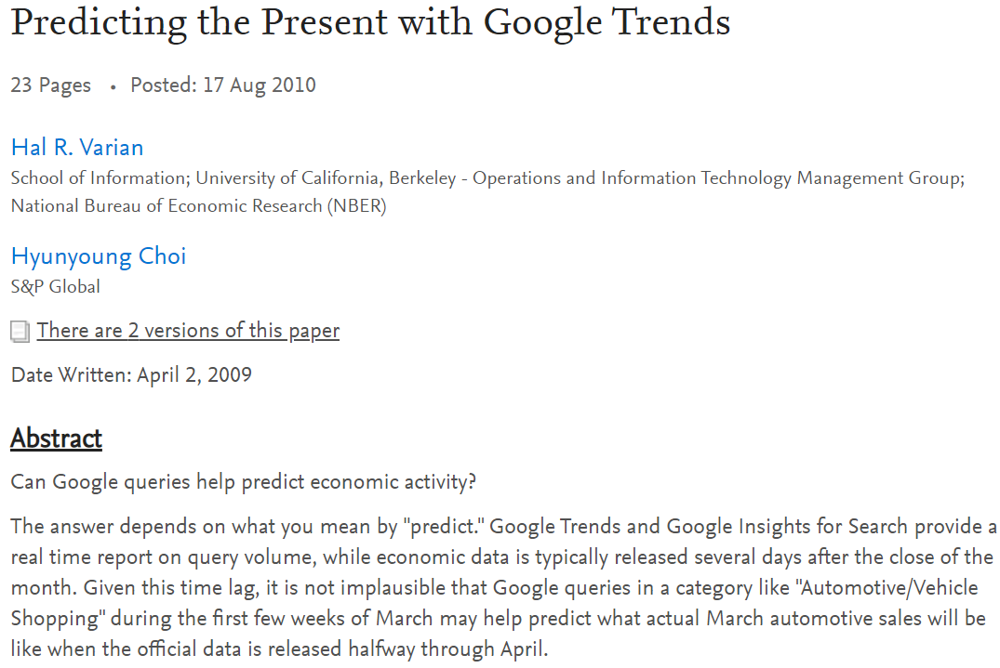 Predicting the Present with Google Trends
23 Pages • Posted: 17 Aug 2010
Hal R. Varian
School of Information; University of California, Berkeley - Operations and Information Technology Management Group;
National Bureau of Economic Research (NBER)
Hyunyoung Choi
S&P Global
There are 2 versions of this paper
Date Written: April 2, 2009
Abstract
Can Google queries help predict economic activity?
The answer depends on what you mean by "predict." Google Trends and Google Insights for Search provide a
real time report on query volume, while economic data is typically released several days after the close of the
month. Given this time lag, it is not implausible that Google queries in a category like "Automotive/Vehicle
Shopping" during the first few weeks of March may help predict what actual March automotive sales will be
like when the official data is released halfway through April.